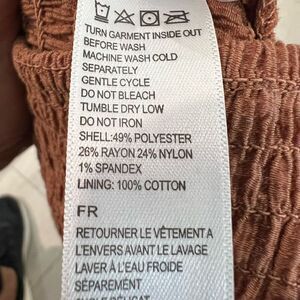 TURN GARMENT INSIDE OUT
BEFORE WASH
MACHINE WASH COLD
SEPARATELY
GENTLE CYCLE
DO NOT BLEACH
TUMBLE DRY LOW
DO NOT IRON
SHELL:49% POLYESTER
26% RAYON 24% NYLON
1% SPANDEX
LINING: 100% COTTON
FR
RETOURNER LE VÊTEMENT A
L'ENVERS AVANT LE LAVAGE
LAVER À L'EAU FROIDE
SÉPARÉMENT